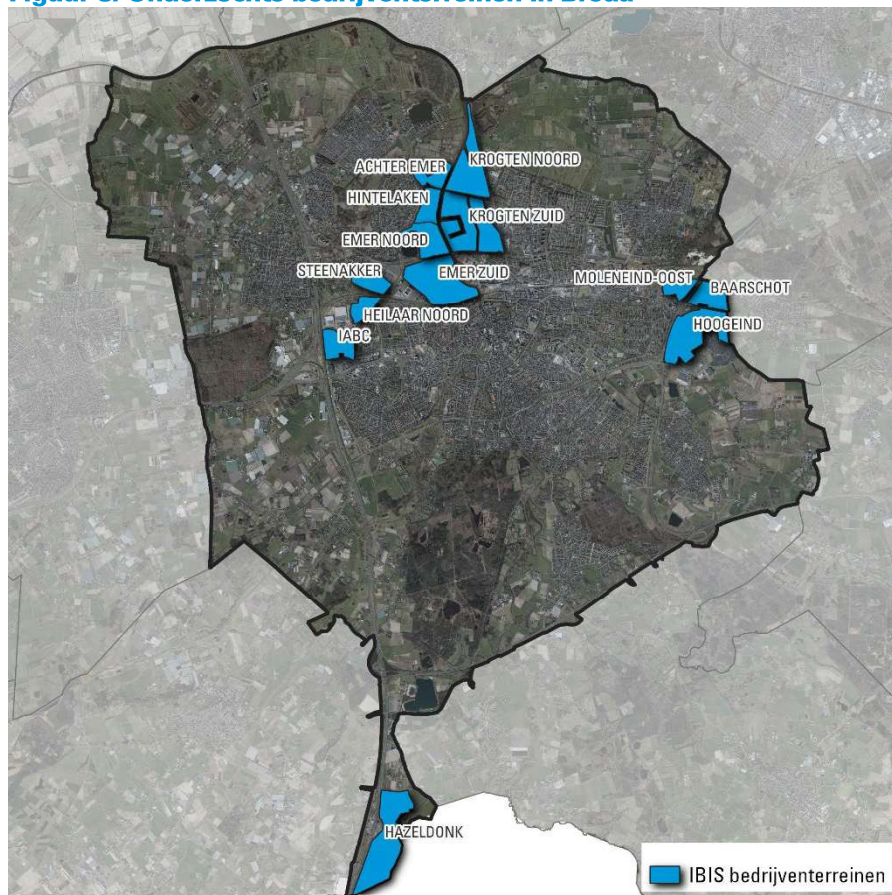 KROGTEN NOORD
ACHTER EMER
HINTELAKEN
KROGTEN ZUID
EMER NOORD
STEENAKKER
EMER ZUID
MOLENEIND-OOST
BAARSCHOT
HEILAAR NOORD
HOOGEIND
IABC
HAZELDONK
IBIS bedrijventerreinen